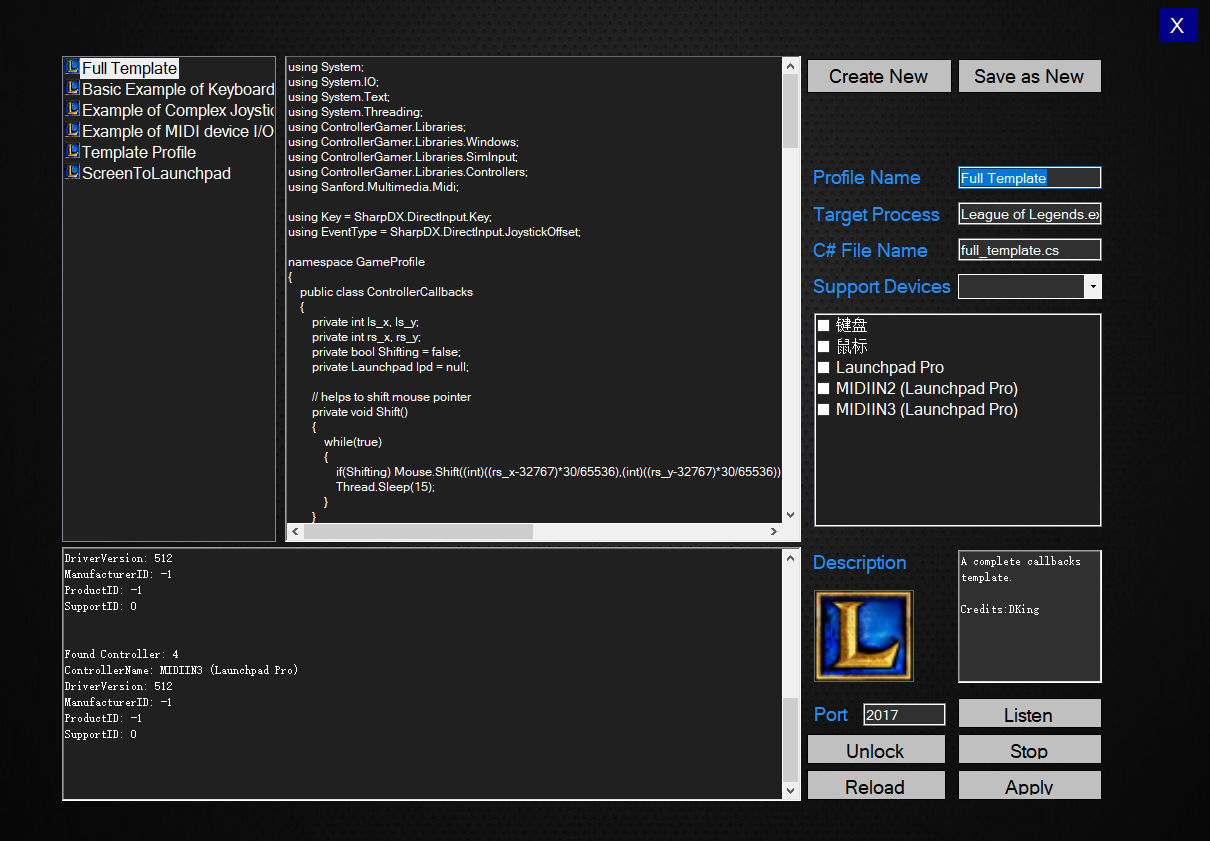 X
Full Template
Basic Example of Keyboard
Example of Complex Joystic
Example of MIDI device I/O
Template Profile
ScreenToLaunchpad
using System;
using System.IO;
using System.Text;
using System.Threading;
using ControllerGamer.Libraries;
using ControllerGamer.Libraries.Windows;
using ControllerGamer.Libraries.SimInput;
using ControllerGamer.Libraries.Controllers;
using Sanford.Multimedia.Midi;
using Key = SharpDX.DirectInput.Key;
using EventType = SharpDX.DirectInput.JoystickOffset;
namespace GameProfile
{
public class ControllerCallbacks
{
private int ls_x, ls_y;
private int rs_x, rs_y;
private bool Shifting = false;
private Launchpad lpd = null;
// helps to shift mouse pointer
private void Shift()
{
while(true)
{
if(Shifting) Mouse.Shift((int)((rs_x-32767)*30/65536),(int)((rs_y-32767)*30/65536))
Thread.Sleep(15);
}
}
Create New
Save as New
Profile Name
Full Template
Target Process
League of Legends.ex
C# File Name
full_template.cs
Support Devices
键盘
鼠标
Launchpad Pro
MIDIIN2 (Launchpad Pro)
MIDIIN3 (Launchpad Pro)
DriverVersion: 512
ManufacturerID: -1
ProductID: -1
SupportID: 0
Found Controller: 4
ControllerName: MIDIIN3 (Launchpad Pro)
DriverVersion: 512
ManufacturerID: -1
ProductID: -1
SupportID: 0
Description
A complete callbacks
template.
Credits:DKing
L
Port
2017
Listen
Unlock
Stop
Reload
Apply